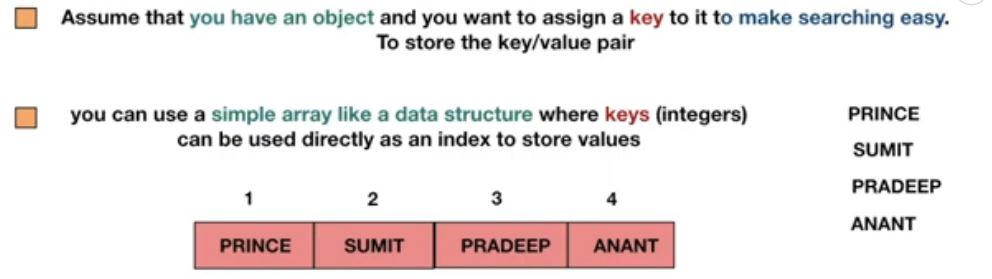 Assume that you have an object and you want to assign a key to it to make searching easy.
To store the key/value pair
you can use a simple array like a data structure where keys (integers)
can be used directly as an index to store values
1 2 3 4
PRINCE SUMIT PRADEEP ANANT
PRINCE
SUMIT
PRADEEP
ANANT